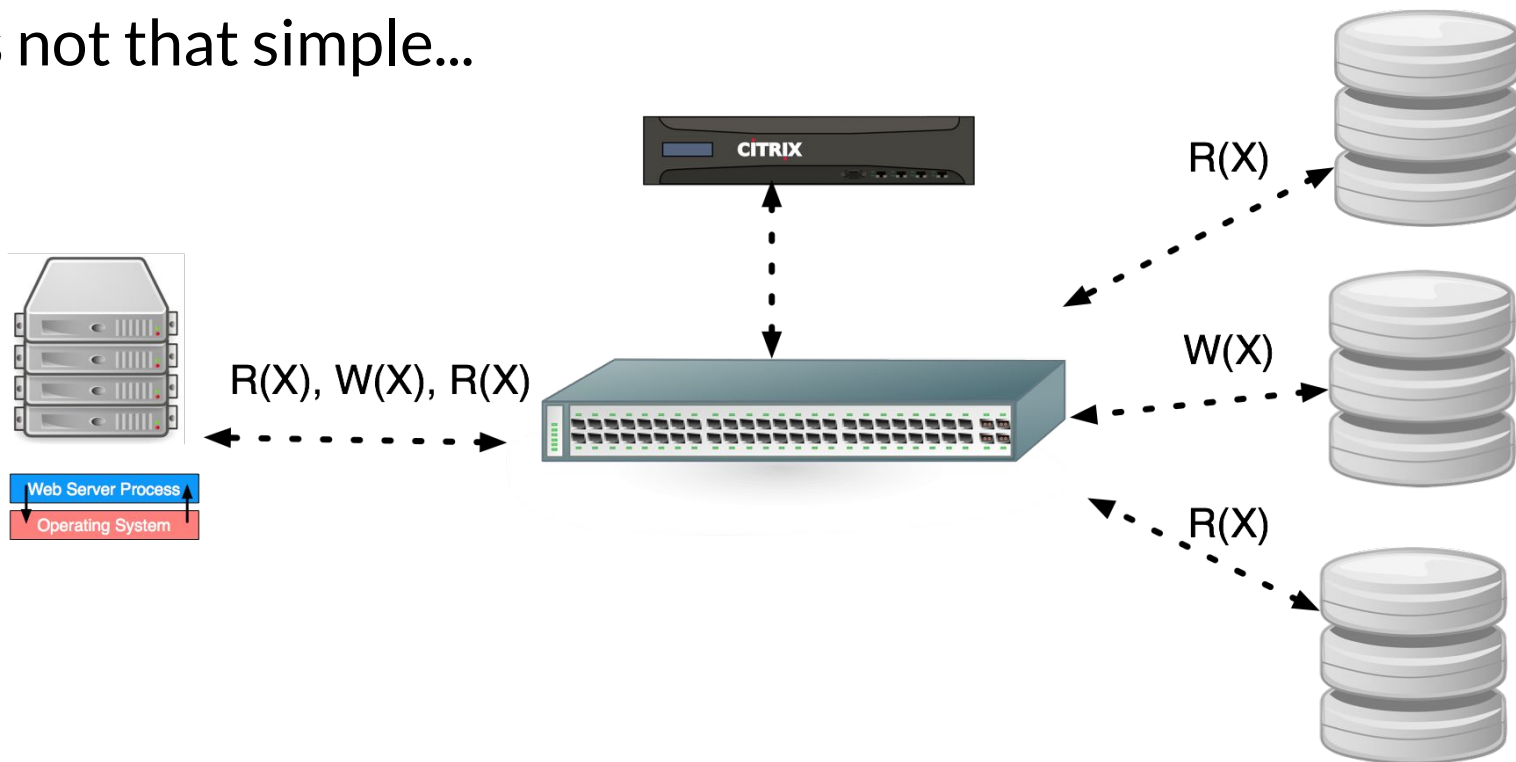 s not that simple...
CITRIX
R(X)
W(X)
R(X), W(X), R(X)
Web Server Process
Operating System
R(X)